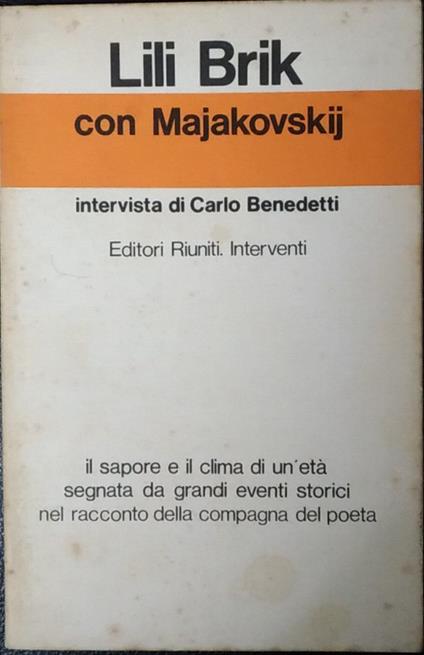 Lili Brik
con Majakovskij
intervista di Carlo Benedetti
Editori Riuniti. Interventi
il sapore e il clima di un'età
segnata da grandi eventi storici
nel racconto della compagna del poeta